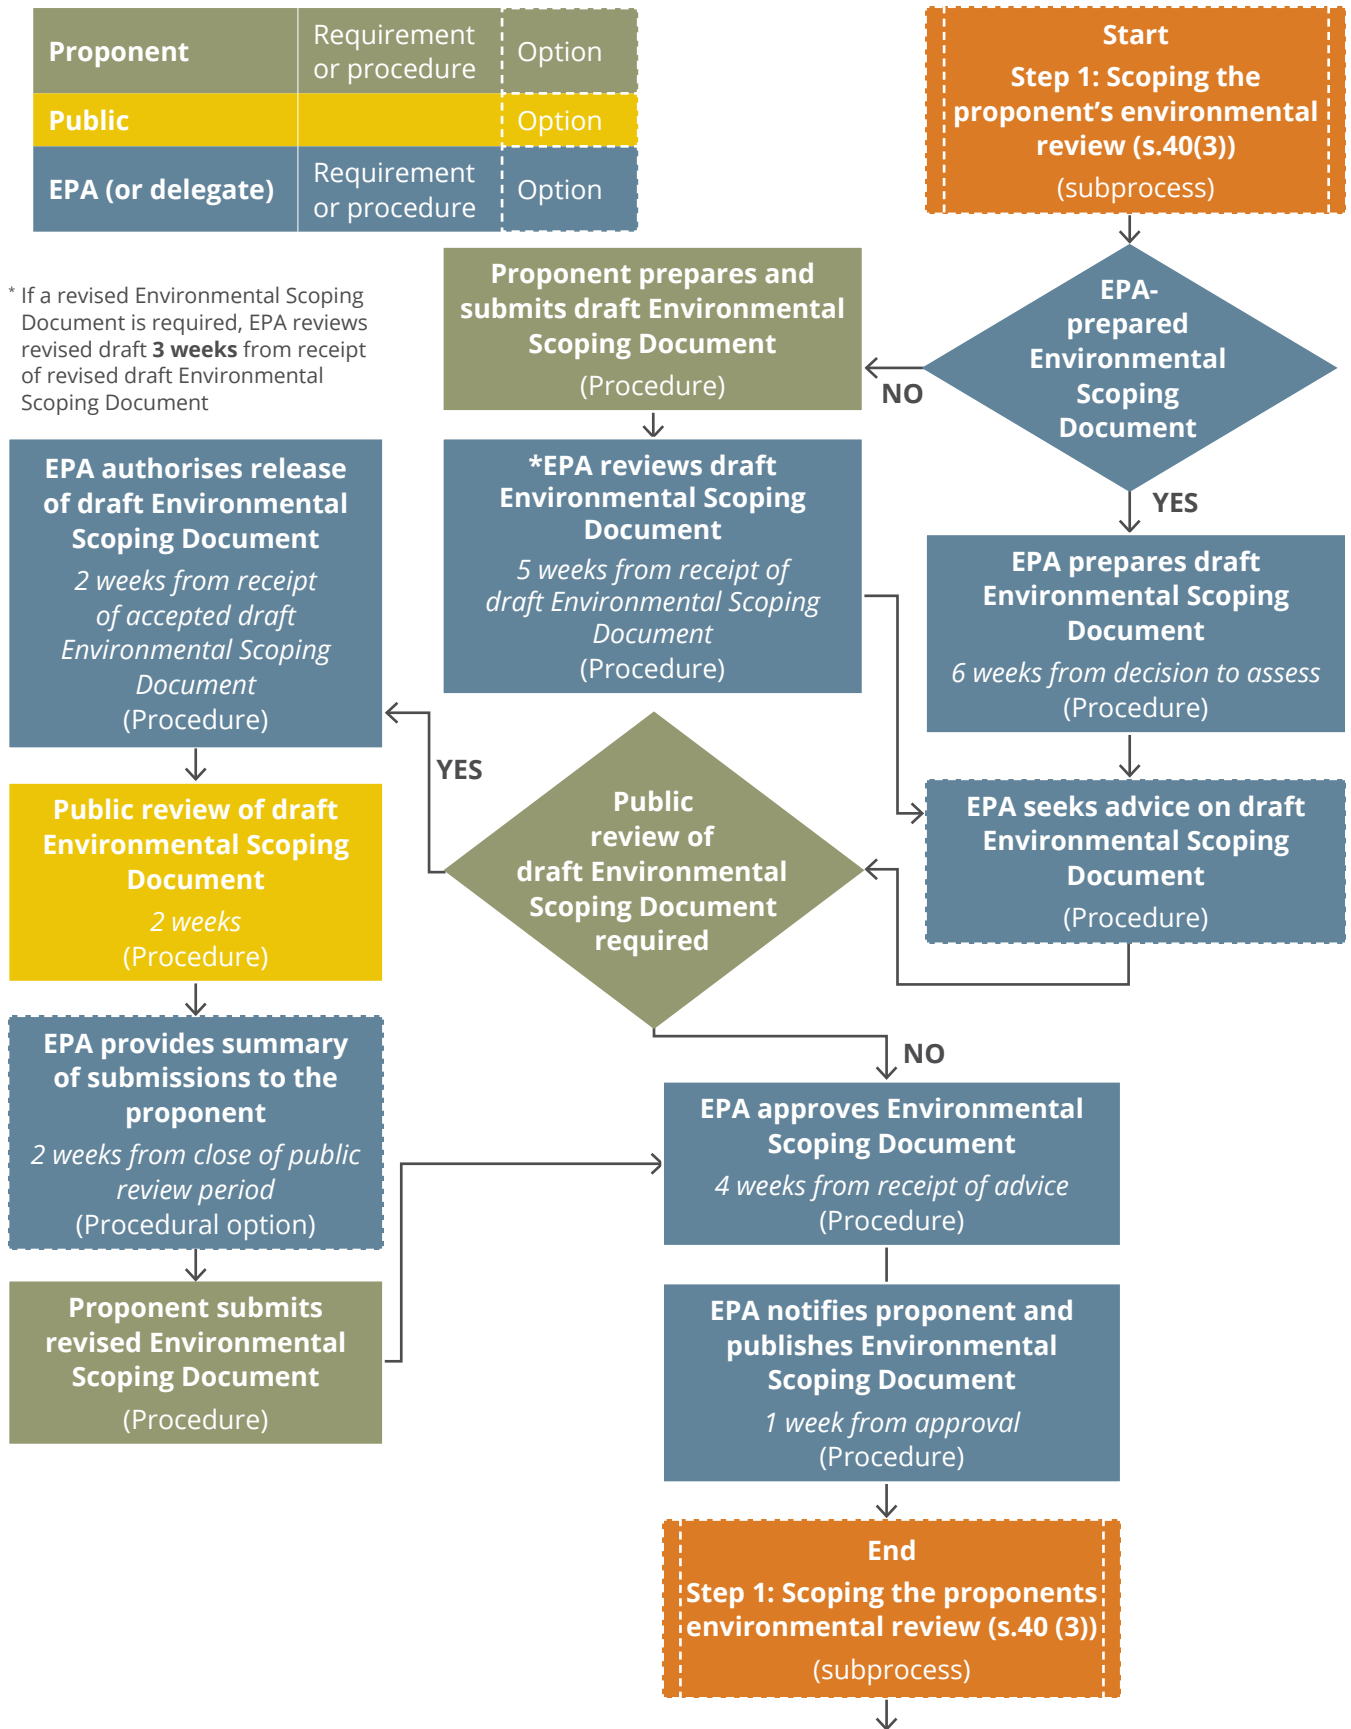 Proponent
Requirement
or procedure
Option
Public
Option
EPA (or delegate)
Requirement
or procedure
Option
Start
Step 1: Scoping the
proponent’s environmental
review (s.40(3))
(subprocess)
* If a revised Environmental Scoping
Document is required, EPA reviews
revised draft 3 weeks from receipt
of revised draft Environmental
Scoping Document
Proponent prepares and
submits draft Environmental
Scoping Document
(Procedure)
NO
EPA-
prepared
Environmental
Scoping
Document
YES
EPA authorises release
of draft Environmental
Scoping Document
2 weeks from receipt
of accepted draft
Environmental Scoping
Document
(Procedure)
*EPA reviews draft
Environmental Scoping
Document
5 weeks from receipt of
draft Environmental Scoping
Document
(Procedure)
EPA prepares draft
Environmental Scoping
Document
6 weeks from decision to assess
(Procedure)
YES
Public review of draft
Environmental Scoping
Document
2 weeks
(Procedure)
Public
review of
draft Environmental
Scoping Document
required
EPA seeks advice on draft
Environmental Scoping
Document
(Procedure)
NO
EPA provides summary
of submissions to the
proponent
2 weeks from close of public
review period
(Procedural option)
EPA approves Environmental
Scoping Document
4 weeks from receipt of advice
(Procedure)
Proponent submits
revised Environmental
Scoping Document
(Procedure)
EPA notifies proponent and
publishes Environmental
Scoping Document
1 week from approval
(Procedure)
End
Step 1: Scoping the proponents
environmental review (s.40 (3))
(subprocess)